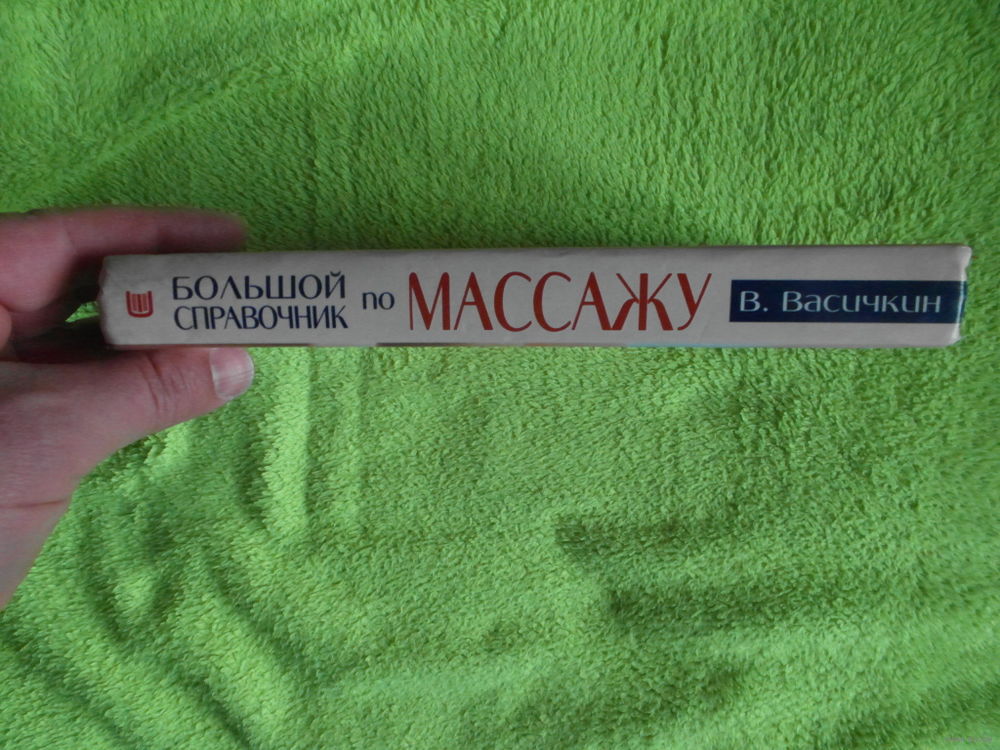 БОЛЬШОЙ
СПРАВОЧНИК
по
МАССАЖУ
В. Васичкин